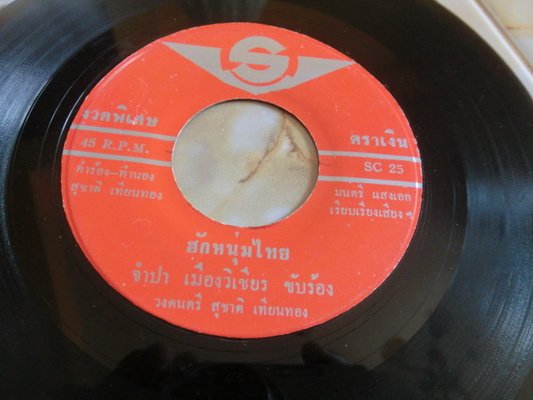 S
งวดพิเศษ
ตราเงิน
45 R.P.M.
SC 25
คำร้อง-ทำนอง
สุชาติ เทียนทอง
มนตรี แสงเอก
เรียบเรียงเสียงฯ
ฮักหนุ่มไทย
จำปา เมืองวิเชียร ขับร้อง
วงดนตรี สุชาติ เทียนทอง